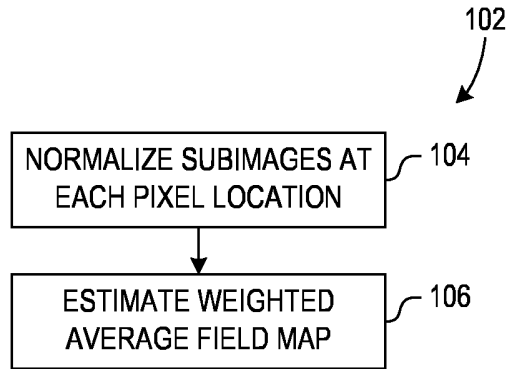 102
NORMALIZE SUBIMAGES AT
EACH PIXEL LOCATION
104
ESTIMATE WEIGHTED
AVERAGE FIELD MAP
106